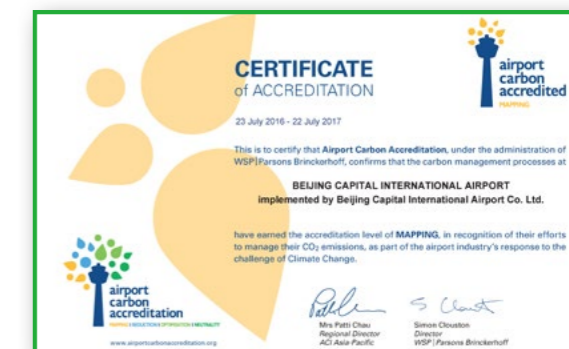 CERTIFICATE
of ACCREDITATION
airport
carbon
accredited
MAPPING
23 July 2016 - 22 July 2017
This is to certify that Airport Carbon Accreditation, under the administration of
WSP|Parsons Brinckerhoff, confirms that the carbon management processes at
BEIJING CAPITAL INTERNATIONAL AIRPORT
implemented by Beijing Capital International Airport Co. Ltd.
have earned the accreditation level of MAPPING, in recognition of their efforts
to manage their CO₂ emissions, as part of the airport industry's response to the
challenge of Climate Change.
airport
carbon
accreditation
MAPPING & REDUCTION & OPTIMISATION & NEUTRALITY
www.airportcarbonaccreditation.org
Mrs Patti Chau
Regional Director
ACI Asia-Pacific
S Clouston
Simon Clouston
Director
WSP | Parsons Brinckerhoff